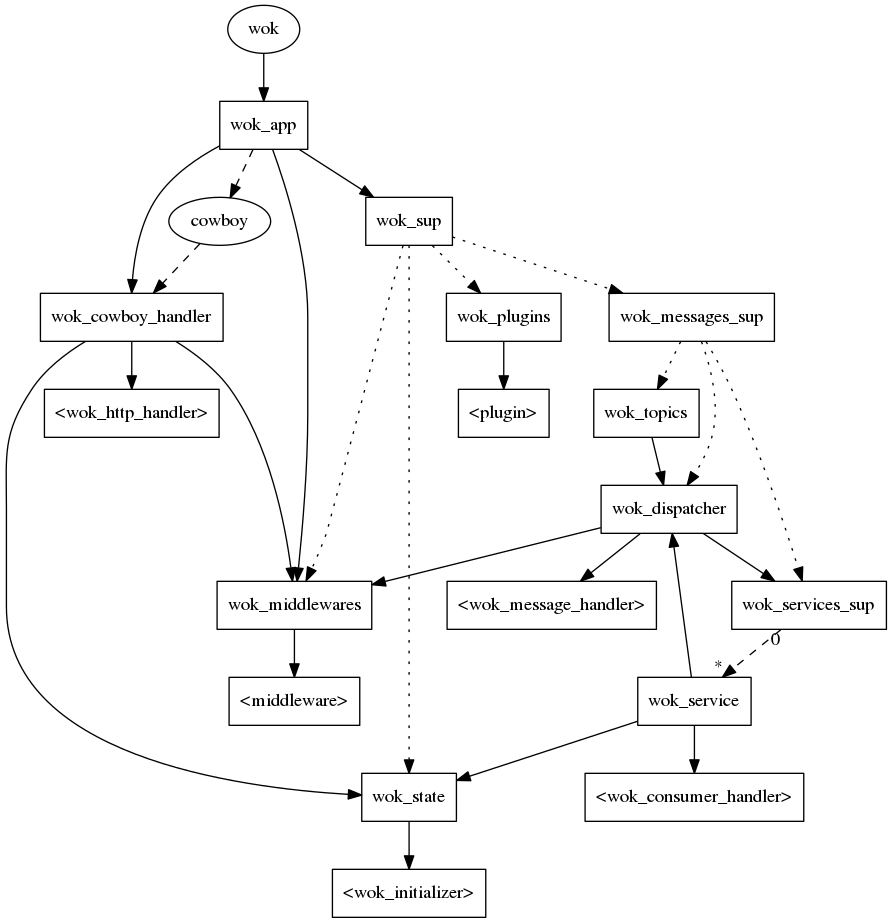 wok
wok_app
cowboy
wok_sup
wok_cowboy_handler
wok_plugins
wok_messages_sup
<wok_http_handler>
<plugin>
wok_topics
wok_dispatcher
wok_middlewares
<wok_message_handler>
wok_services_sup
0
*
<middleware>
wok_service
wok_state
<wok_consumer_handler>
<wok_initializer>